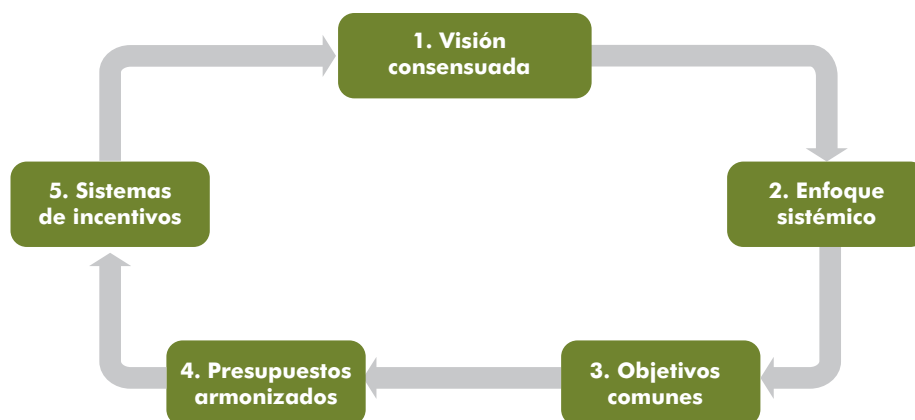 1. Visión
consensuada
2. Enfoque
sistémico
3. Objetivos
comunes
4. Presupuestos
armonizados
5. Sistemas
de incentivos